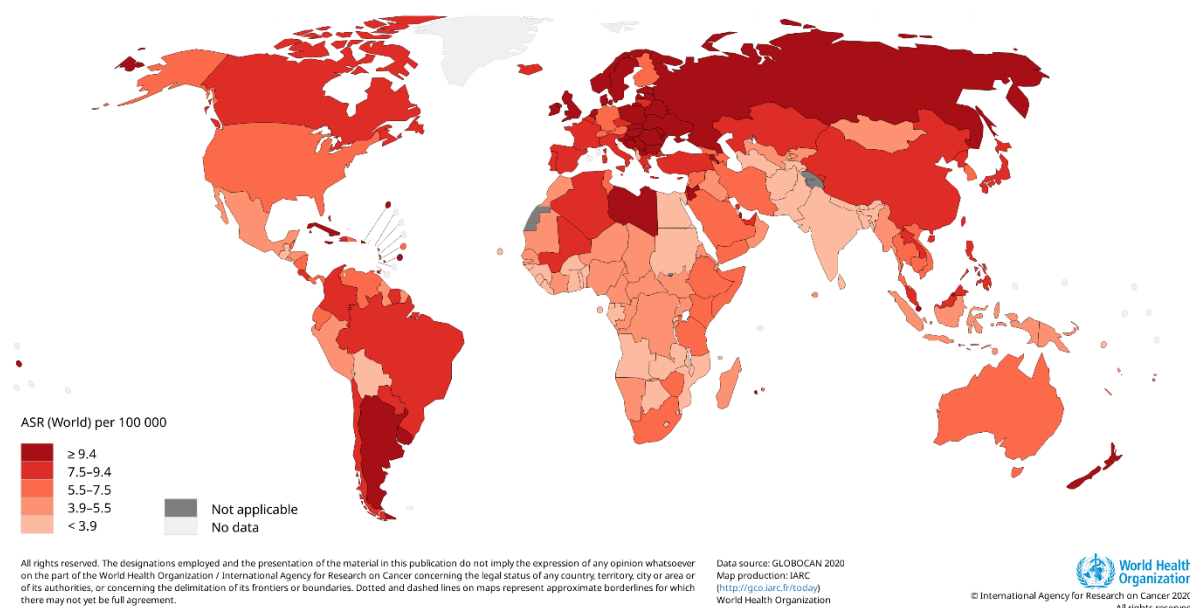 ASR (World) per 100 000
≥ 9.4
7.5–9.4
5.5–7.5
3.9–5.5
< 3.9
Not applicable
No data
All rights reserved. The designations employed and the presentation of the material in this publication do not imply the expression of any opinion whatsoever
on the part of the World Health Organization / International Agency for Research on Cancer concerning the legal status of any country, territory, city or area or
of its authorities, or concerning the delimitation of its frontiers or boundaries. Dotted and dashed lines on maps represent approximate borderlines for which
there may not yet be full agreement.
Data source: GLOBOCAN 2020
Map production: IARC
(http://gco.iarc.fr/today)
World Health Organization
World Health
Organization
© International Agency for Research on Cancer 2020
All rights reserved